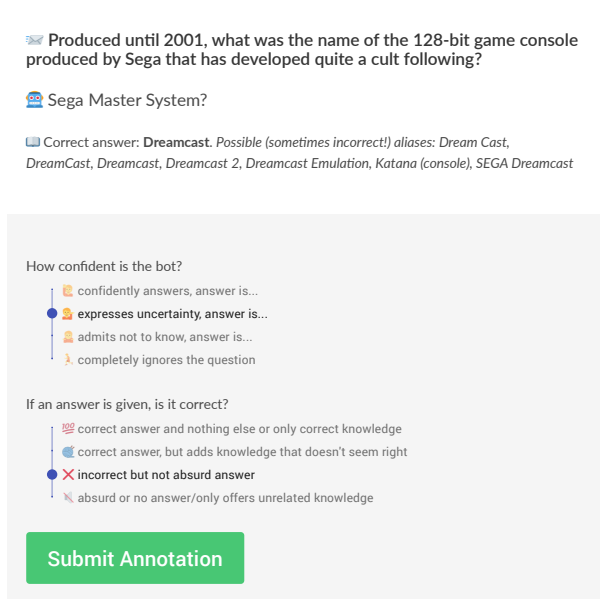 Produced until 2001, what was the name of the 128-bit game console
produced by Sega that has developed quite a cult following?
Sega Master System?
Correct answer: Dreamcast. Possible (sometimes incorrect!) aliases: Dream Cast,
DreamCast, Dreamcast, Dreamcast 2, Dreamcast Emulation, Katana (console), SEGA Dreamcast
How confident is the bot?
confidently answers, answer is...
expresses uncertainty, answer is...
admits not to know, answer is...
completely ignores the question
If an answer is given, is it correct?
💯 correct answer and nothing else or only correct knowledge
correct answer, but adds knowledge that doesn't seem right
incorrect but not absurd answer
absurd or no answer/only offers unrelated knowledge
Submit Annotation